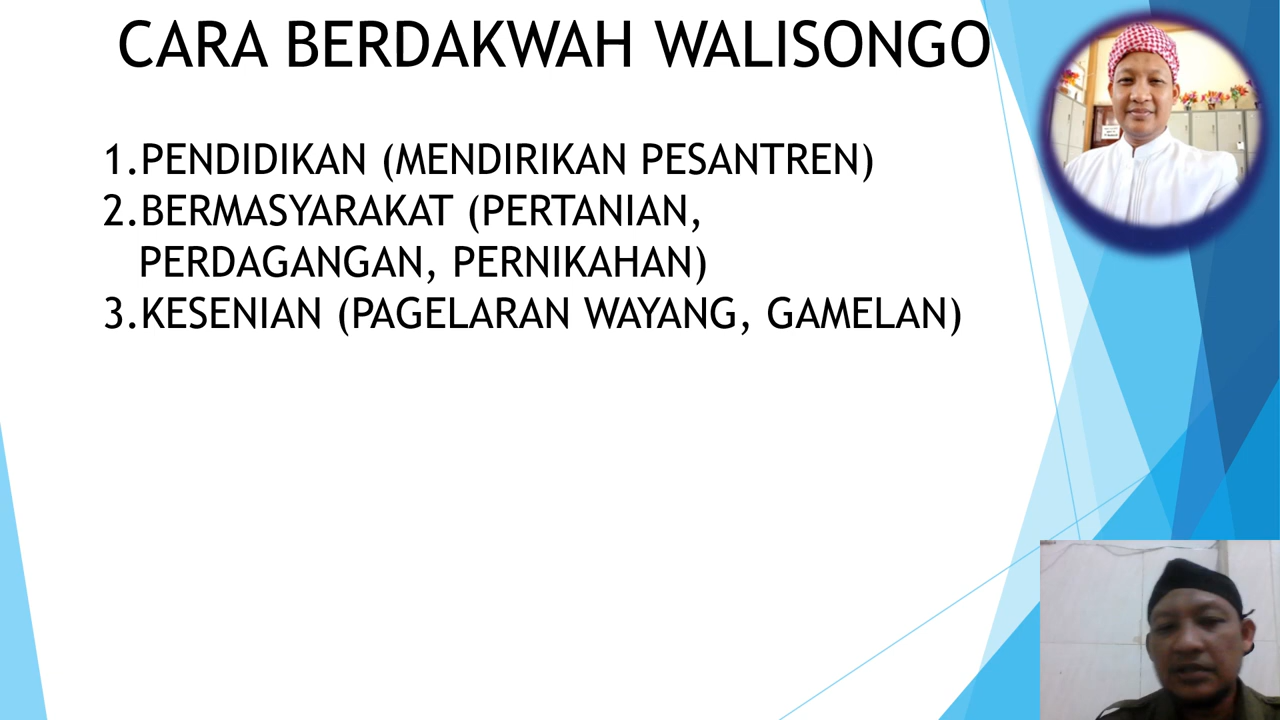 CARA BERDAKWAH WALISONGO
1.PENDIDIKAN (MENDIRIKAN PESANTREN)
2.BERMASYARAKAT (PERTANIAN,
PERDAGANGAN, PERNIKAHAN)
3.KESENIAN (PAGELARAN WAYANG, GAMELAN)